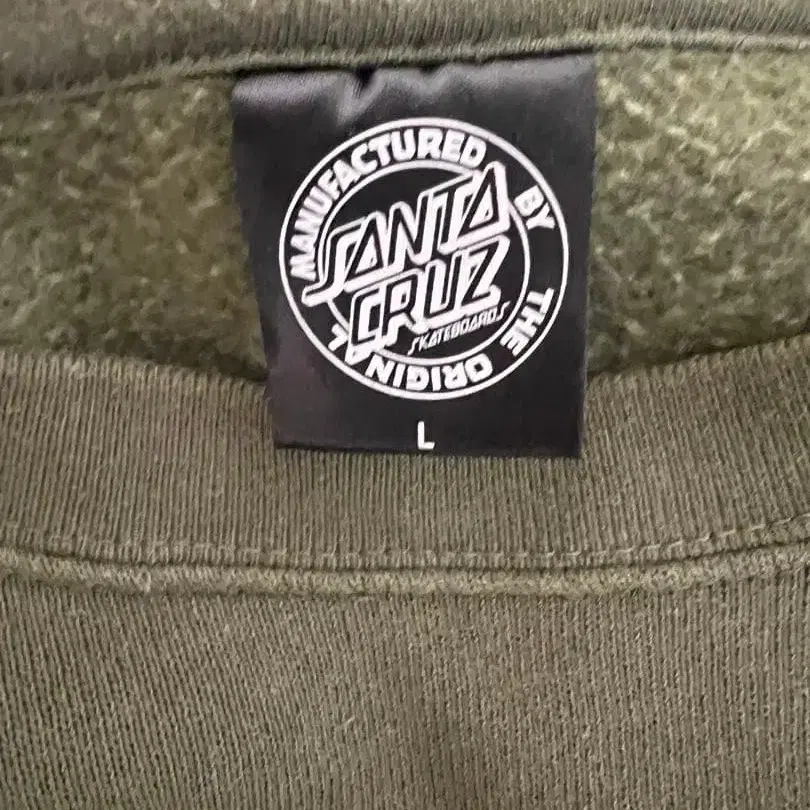 MANUFACTURED BY THE ORIGINAL
SANTA
CRUZ
SKATEBOARDS
L